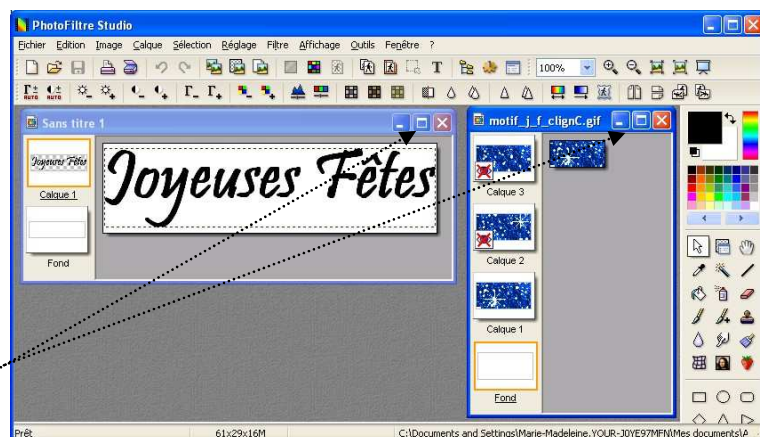 PhotoFiltre Studio
Fichier Edition Image Calque Sélection Réglage Filtre Affichage Outils Fenêtre ?
100%
AUTO AUTO
Sans titre 1
Joyeuses Fêtes
Calque 1
Fond
Joyeuses Fêtes
motif_j_f_clignC.gif
Calque 3
Calque 2
Calque 1
Fond
Prêt 61x29x16M C:\Documents and Settings\Marie-Madeleine.YOUR-J0YE97MFN\Mes documents\A